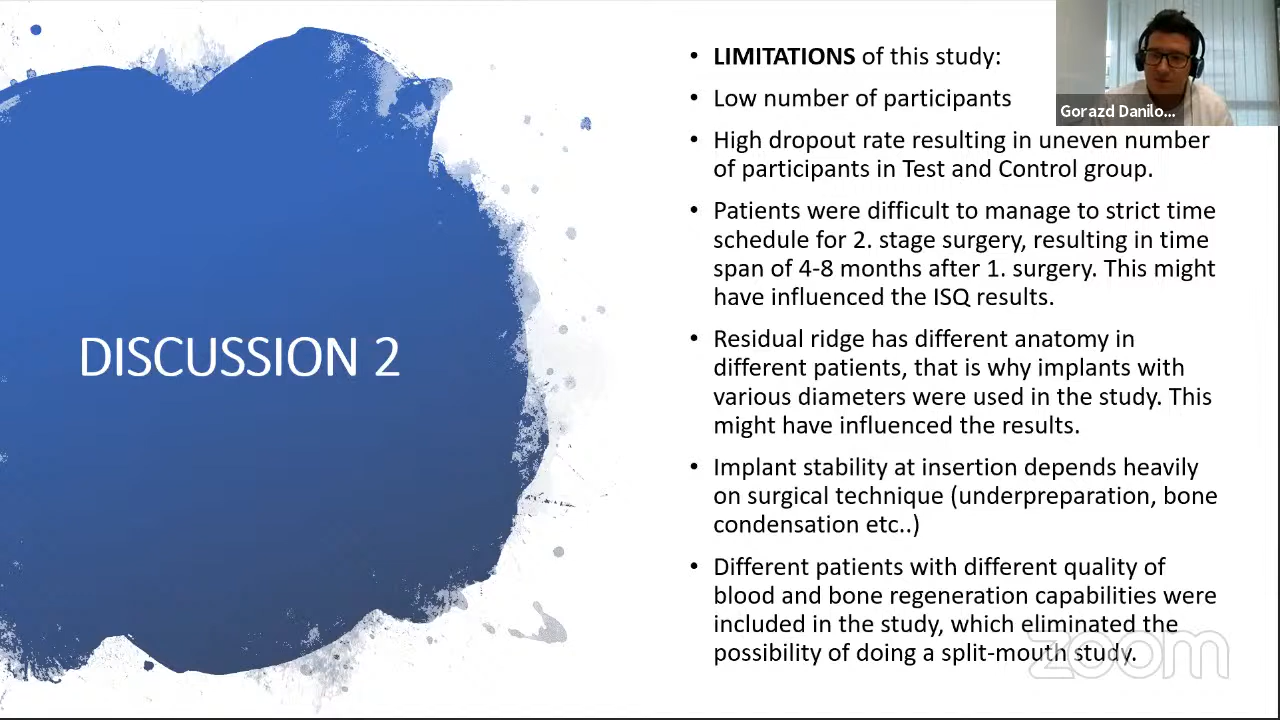 DISCUSSION 2
• LIMITATIONS of this study:
• Low number of participants
• High dropout rate resulting in uneven number
of participants in Test and Control group.
• Patients were difficult to manage to strict time
schedule for 2. stage surgery, resulting in time
span of 4-8 months after 1. surgery. This might
have influenced the ISQ results.
• Residual ridge has different anatomy in
different patients, that is why implants with
various diameters were used in the study. This
might have influenced the results.
• Implant stability at insertion depends heavily
on surgical technique (underpreparation, bone
condensation etc..)
• Different patients with different quality of
blood and bone regeneration capabilities were
included in the study, which eliminated the
possibility of doing a split-mouth study.
Gorazd Danilo...
zoom